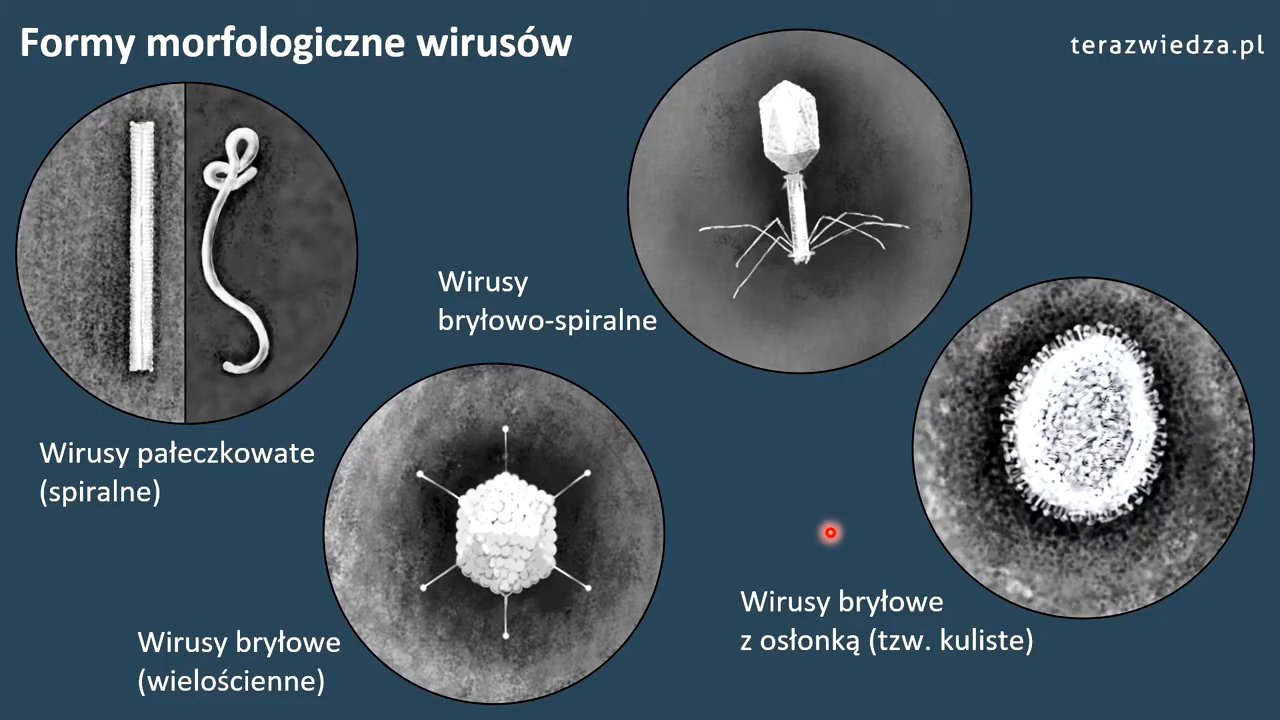 Formy morfologiczne wirusów
terazwiedza.pl
Wirusy
bryłowo-spiralne
Wirusy pałeczkowate
(spiralne)
Wirusy bryłowe
z osłonką (tzw. kuliste)
Wirusy bryłowe
(wielościenne)